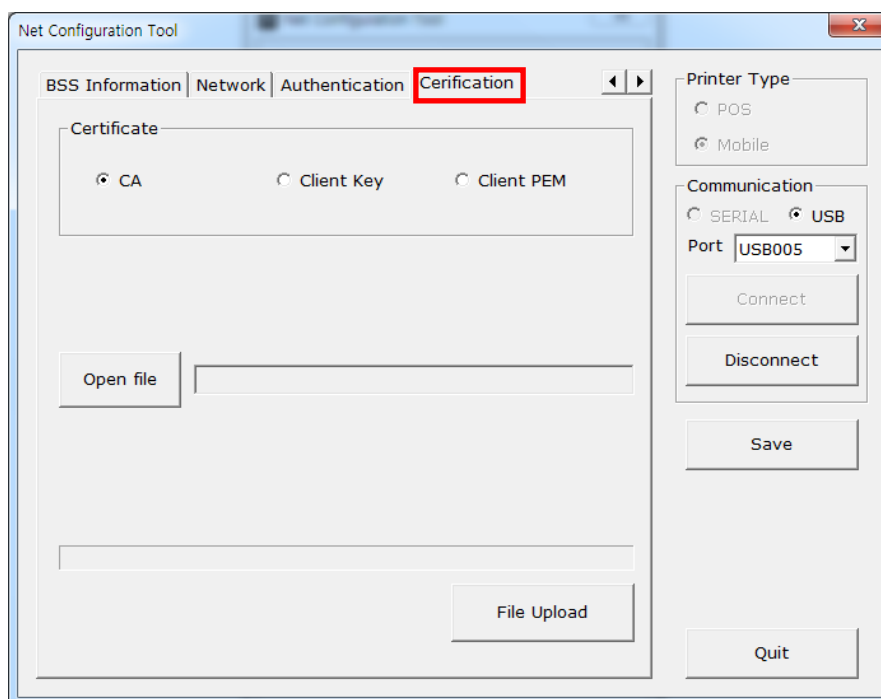 Net Configuration Tool
BSS Information Network Authentication Cerification
Certificate
CA Client Key Client PEM
Open file
File Upload
Printer Type
POS
Mobile
Communication
SERIAL USB
Port USB005
Connect
Disconnect
Save
Quit